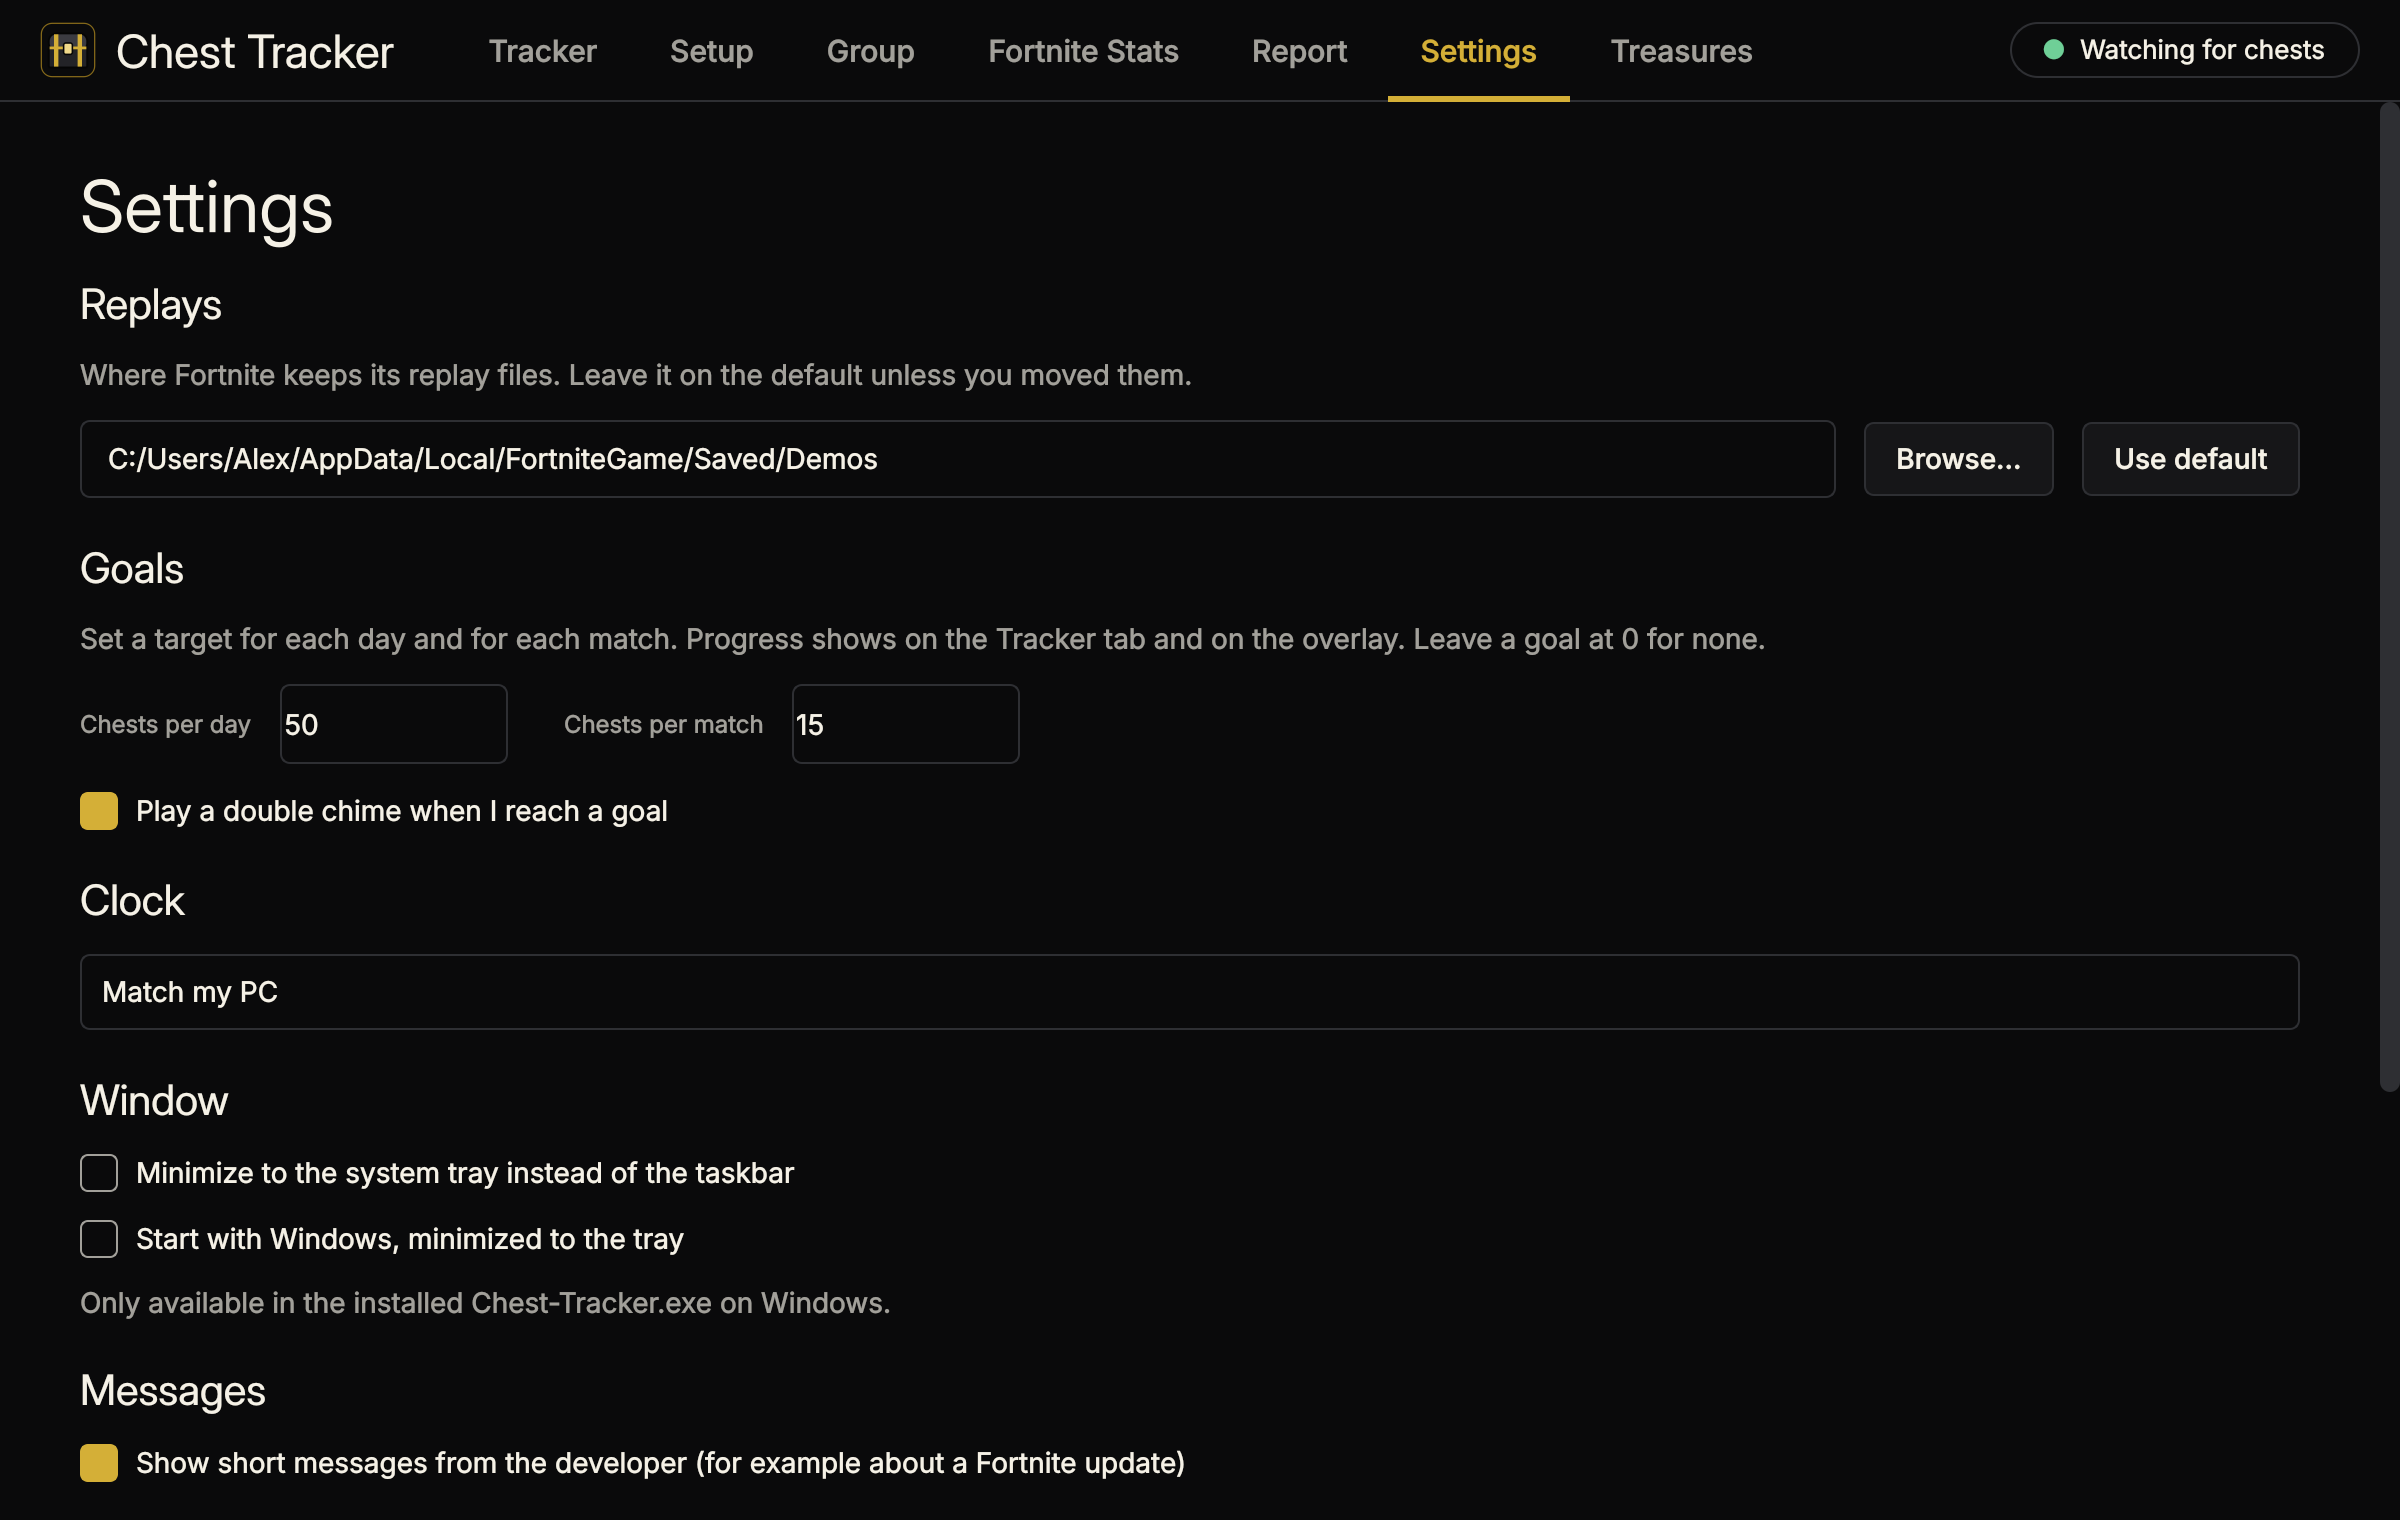 Chest Tracker
Tracker
Setup
Group
Fortnite Stats
Report
Settings
Treasures
Watching for chests
Settings
Replays
Where Fortnite keeps its replay files. Leave it on the default unless you moved them.
C:/Users/Alex/AppData/Local/FortniteGame/Saved/Demos
Browse...
Use default
Goals
Set a target for each day and for each match. Progress shows on the Tracker tab and on the overlay. Leave a goal at 0 for none.
Chests per day
50
Chests per match
15
Play a double chime when I reach a goal
Clock
Match my PC
Window
Minimize to the system tray instead of the taskbar
Start with Windows, minimized to the tray
Only available in the installed Chest-Tracker.exe on Windows.
Messages
Show short messages from the developer (for example about a Fortnite update)